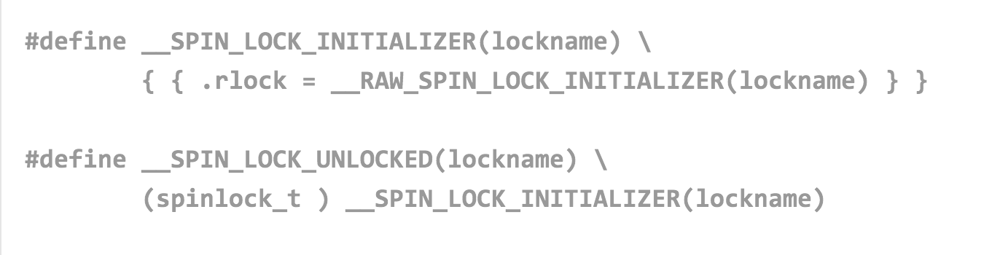 #define __SPIN_LOCK_INITIALIZER(lockname) \
{ { .rlock = __RAW_SPIN_LOCK_INITIALIZER(lockname) } }
#define __SPIN_LOCK_UNLOCKED(lockname) \
(spinlock_t ) __SPIN_LOCK_INITIALIZER(lockname)